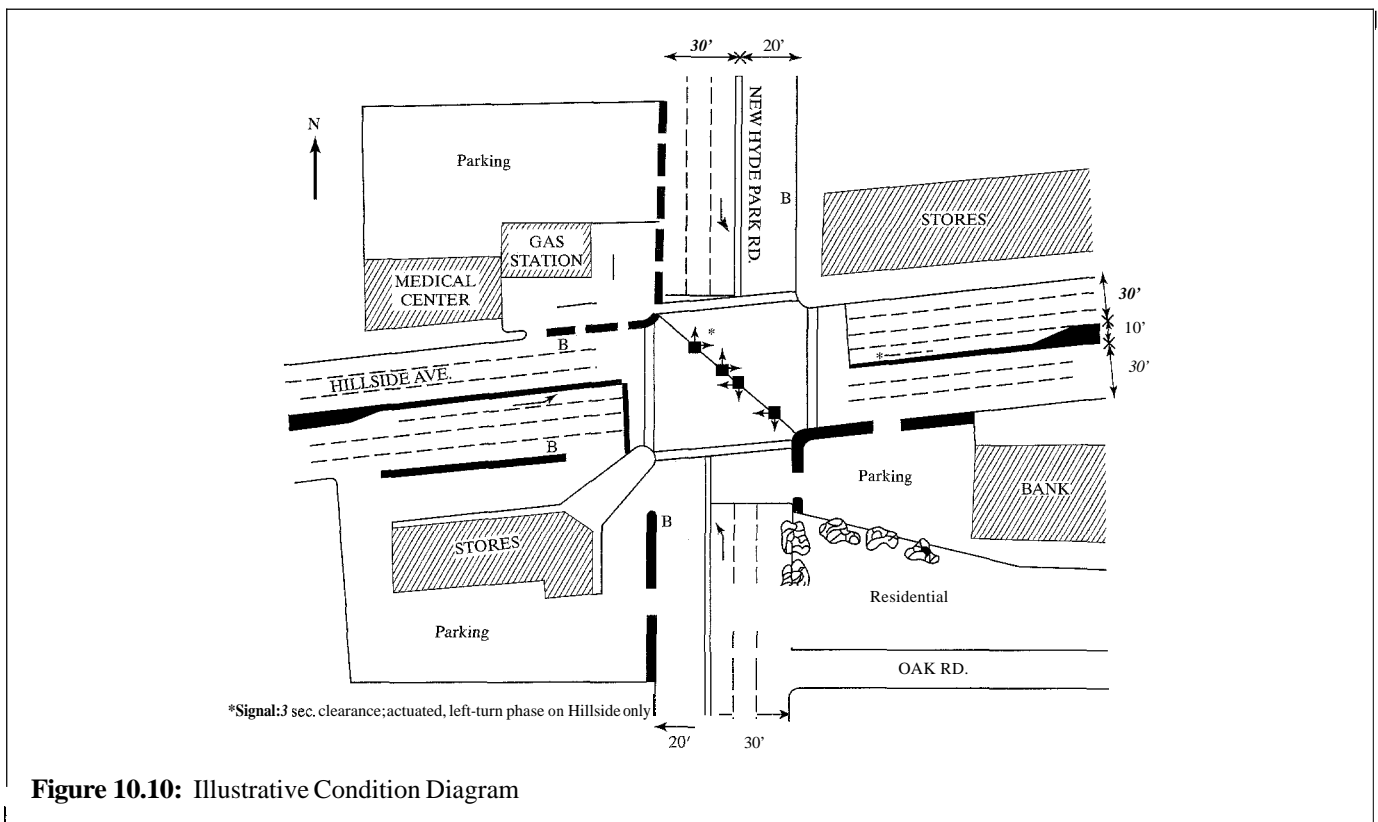 30’ 20’
N
NEW HYDE PARK RD.
Parking
B
STORES
GAS
STATION
MEDICAL
CENTER
30’
10’
30’
*
*
B
HILLSIDE AVE.
B
Parking
BANK
B
STORES
Residential
Parking
OAK RD.
*Signal:3 sec. clearance; actuated, left-turn phase on Hillside only
20′ 30’
Figure 10.10: Illustrative Condition Diagram